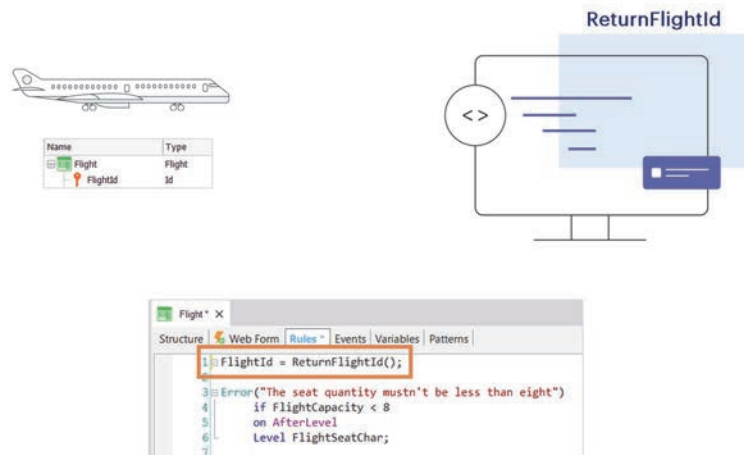 ReturnFlightId
< >
Name Type
Flight Flight
FlightId Id
Flight* X
Structure Web Form Rules * Events Variables Patterns
1 FlightId = ReturnFlightId();
2
3 Error("The seat quantity mustn't be less than eight")
4 if FlightCapacity < 8
5 on AfterLevel
6 Level FlightSeatChar;
7